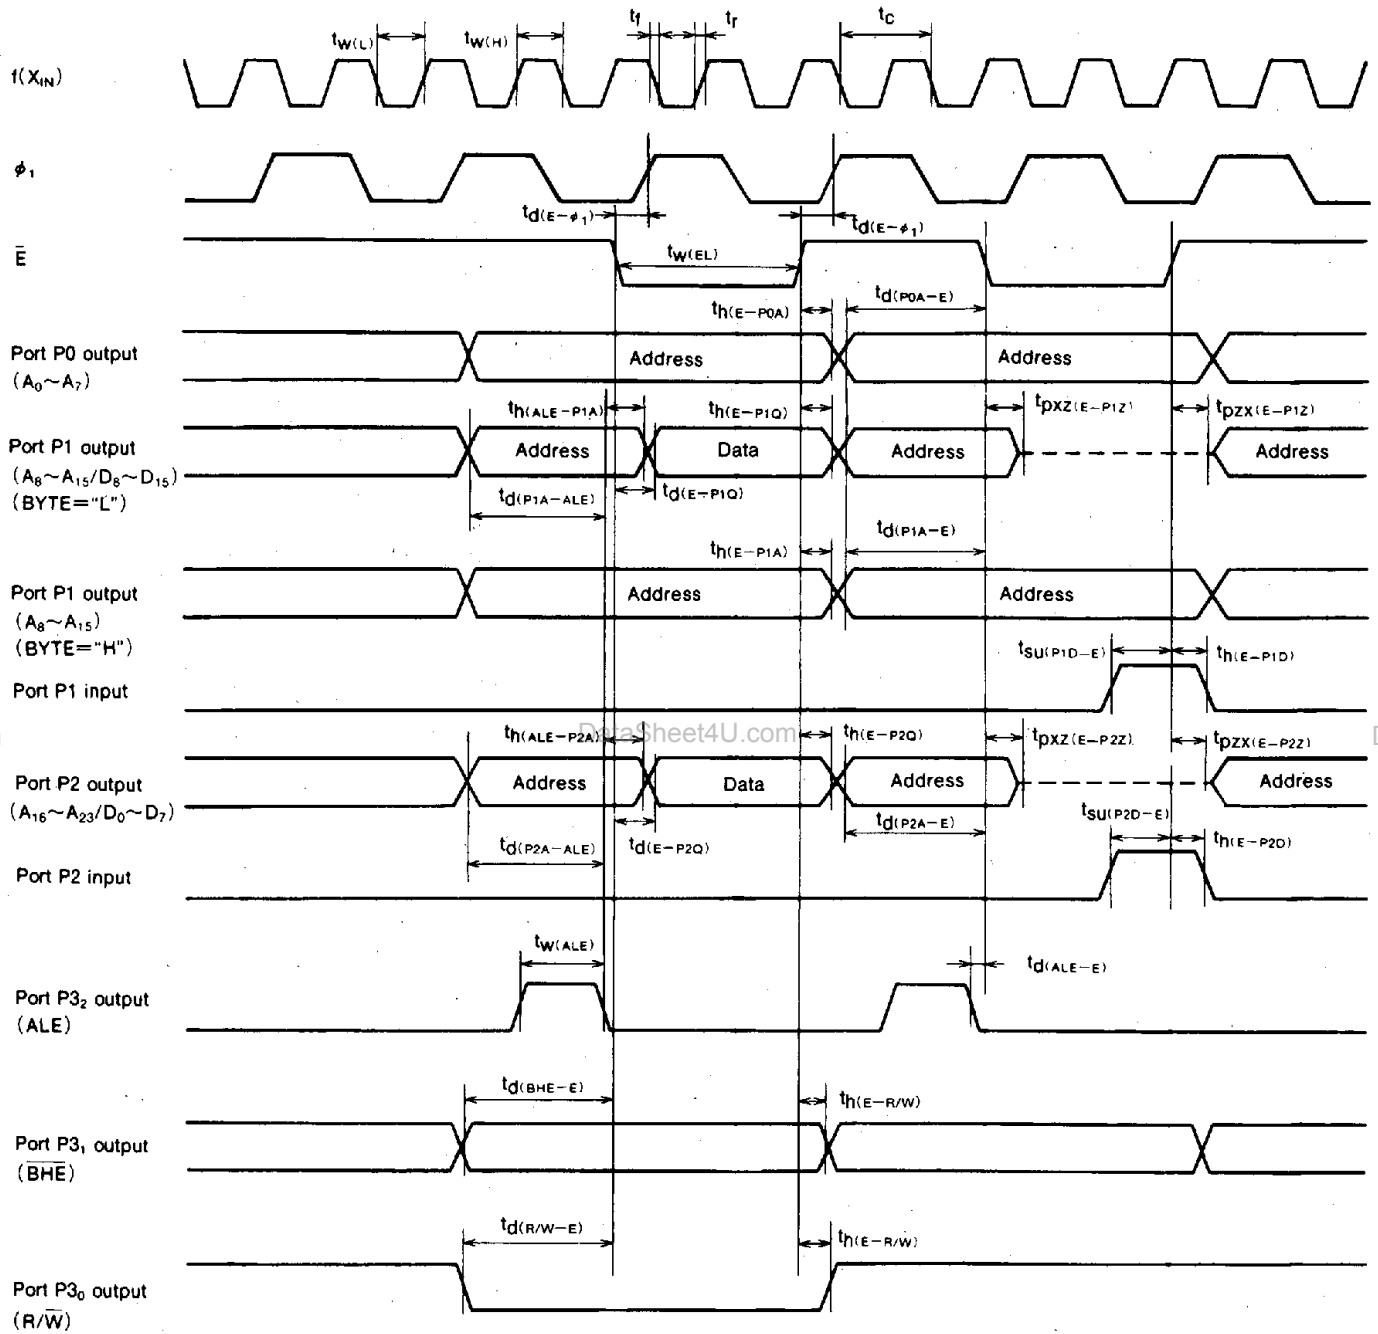 tf tr tC
tW(L) tW(H)
f(XIN)
ϕ1
td(E−ϕ1) td(E−ϕ1)
E̅ tW(EL)
td(P0A−E)
th(E−P0A)
Port P0 output Address Address
(A0~A7)
th(ALE−P1A) th(E−P1Q) tpxz(E−P1Z) tpzx(E−P1Z)
Port P1 output Address Data Address Address
(A8~A15/D8~D15)
(BYTE="L") td(P1A−ALE) td(E−P1Q)
td(P1A−E)
th(E−P1A)
Port P1 output Address Address
(A8~A15)
(BYTE="H") tSU(P1D−E) th(E−P1D)
Port P1 input
DataSheet4U.com
th(ALE−P2A) th(E−P2Q) tpxz(E−P2Z) tpzx(E−P2Z)
Port P2 output Address Data Address Address
(A16~A23/D0~D7) tSU(P2D−E)
td(P2A−ALE) td(E−P2Q) td(P2A−E) th(E−P2D)
Port P2 input
tW(ALE) td(ALE−E)
Port P32 output
(ALE)
td(BHE−E) th(E−R/W)
Port P31 output
(B̅H̅E̅)
td(R/W−E) th(E−R/W)
Port P30 output
(R/W̅)